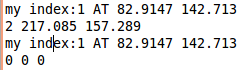 my index:1 AT 82.9147 142.713
2 217.085 157.289
my index:1 AT 82.9147 142.713
0 0 0